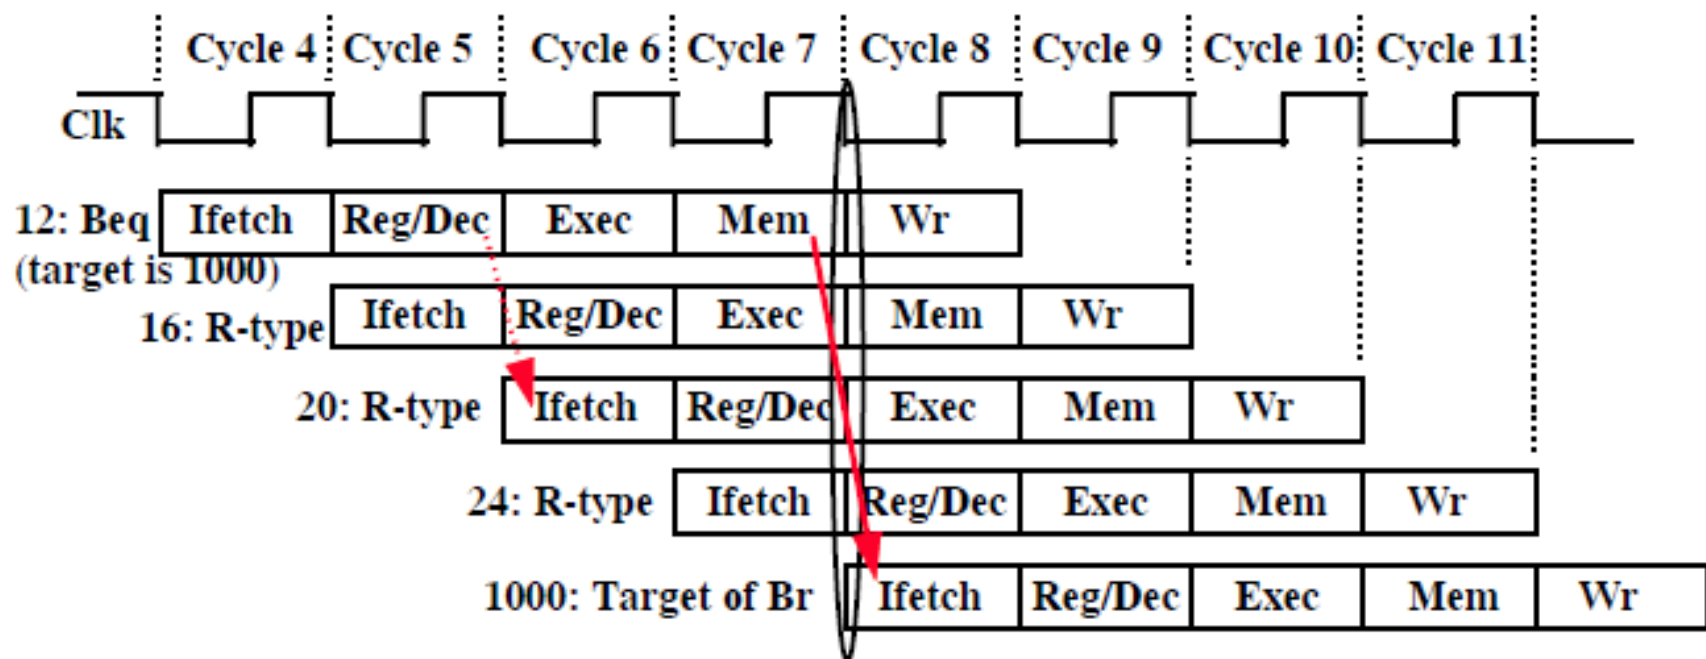 Cycle 4 Cycle 5 Cycle 6 Cycle 7 Cycle 8 Cycle 9 Cycle 10 Cycle 11
Clk
12: Beq Ifetch Reg/Dec Exec Mem Wr
(target is 1000)
16: R-type Ifetch Reg/Dec Exec Mem Wr
20: R-type Ifetch Reg/Dec Exec Mem Wr
24: R-type Ifetch Reg/Dec Exec Mem Wr
1000: Target of Br Ifetch Reg/Dec Exec Mem Wr